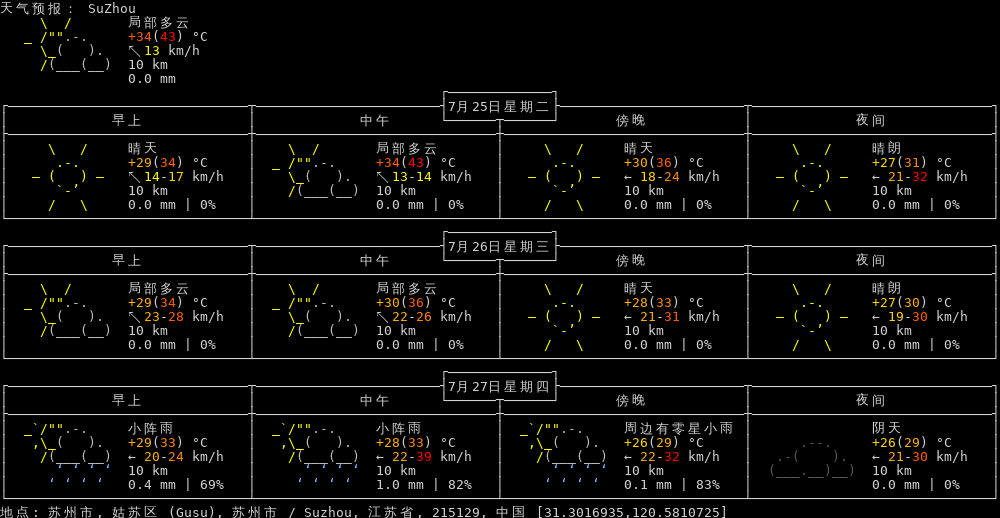 天气预报: SuZhou
局部多云
+34(43) °C
↖ 13 km/h
10 km
0.0 mm
7月25日星期二
早上 中午 傍晚 夜间
晴天 局部多云 晴天 晴朗
+29(34) °C +34(43) °C +30(36) °C +27(31) °C
↖ 14-17 km/h ↖ 13-14 km/h ← 18-24 km/h ← 21-32 km/h
10 km 10 km 10 km 10 km
0.0 mm | 0% 0.0 mm | 0% 0.0 mm | 0% 0.0 mm | 0%
7月26日星期三
早上 中午 傍晚 夜间
局部多云 局部多云 晴天 晴朗
+29(34) °C +30(36) °C +28(33) °C +27(30) °C
↖ 23-28 km/h ↖ 22-26 km/h ← 21-31 km/h ← 19-30 km/h
10 km 10 km 10 km 10 km
0.0 mm | 0% 0.0 mm | 0% 0.0 mm | 0% 0.0 mm | 0%
7月27日星期四
早上 中午 傍晚 夜间
小阵雨 小阵雨 周边有零星小雨 阴天
+29(33) °C +28(33) °C +26(29) °C +26(29) °C
← 20-24 km/h ← 22-39 km/h ← 22-32 km/h ← 21-30 km/h
10 km 10 km 10 km 10 km
0.4 mm | 69% 1.0 mm | 82% 0.1 mm | 83% 0.0 mm | 0%
地点: 苏州市, 姑苏区 (Gusu), 苏州市 / Suzhou, 江苏省, 215129, 中国 [31.3016935,120.5810725]